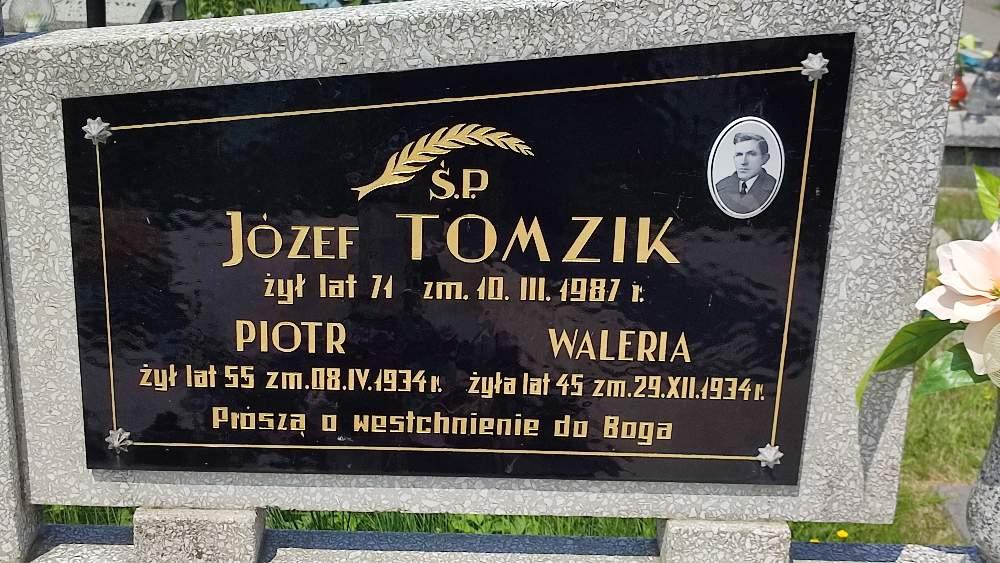 Ś.P.
JÓZEF TOMZIK
żył lat 71 zm. 10. III. 1987 r.
PIOTR WALERIA
żył lat 55 zm. 08. IV. 1934 r. żyła lat 45 zm. 29. XII. 1934 r.
Proszą o westchnienie do Boga